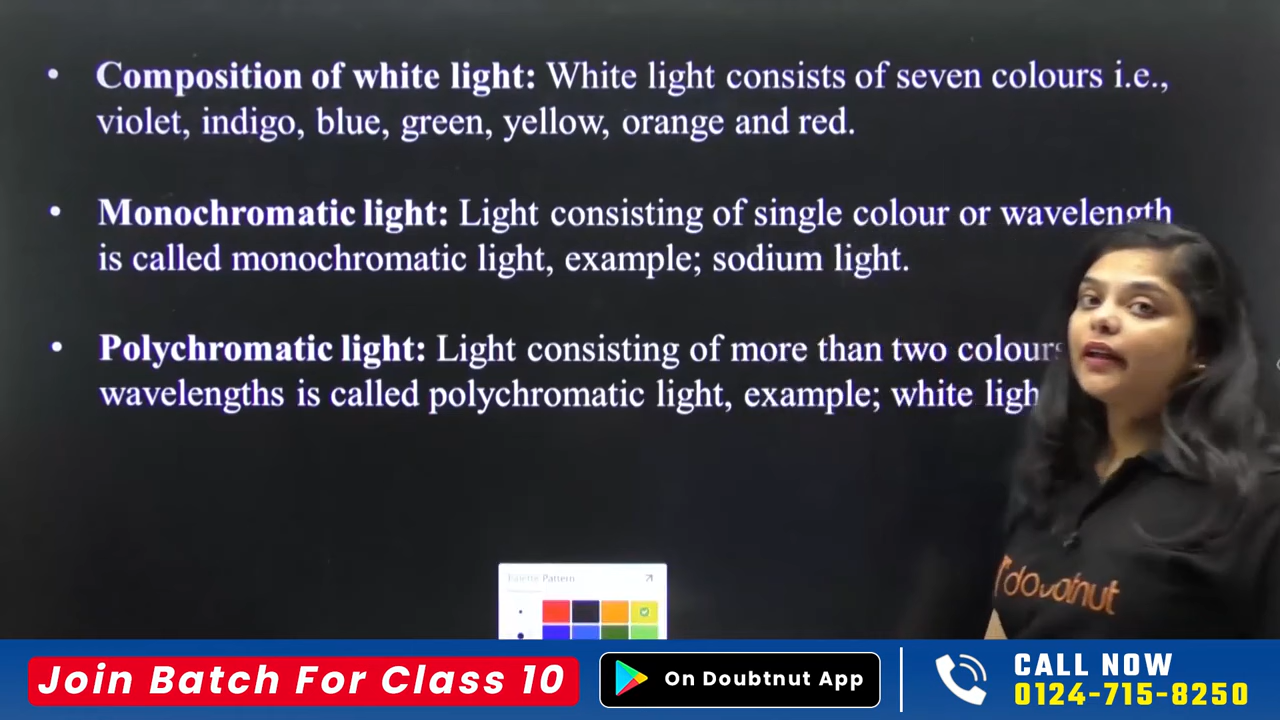 • Composition of white light: White light consists of seven colours i.e.,
violet, indigo, blue, green, yellow, orange and red.
• Monochromatic light: Light consisting of single colour or wavelength
is called monochromatic light, example; sodium light.
• Polychromatic light: Light consisting of more than two colours
wavelengths is called polychromatic light, example; white ligh
Palette Pattern
doubtnut
Join Batch For Class 10
On Doubtnut App
CALL NOW
0124-715-8250